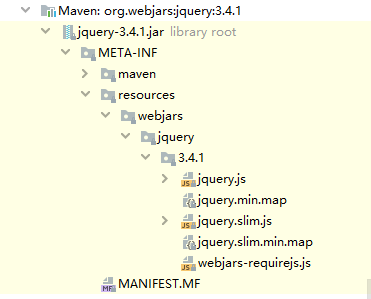 Maven: org.webjars:jquery:3.4.1
jquery-3.4.1.jar library root
META-INF
maven
resources
webjars
jquery
3.4.1
jquery.js
jquery.min.map
jquery.slim.js
jquery.slim.min.map
webjars-requirejs.js
MANIFEST.MF